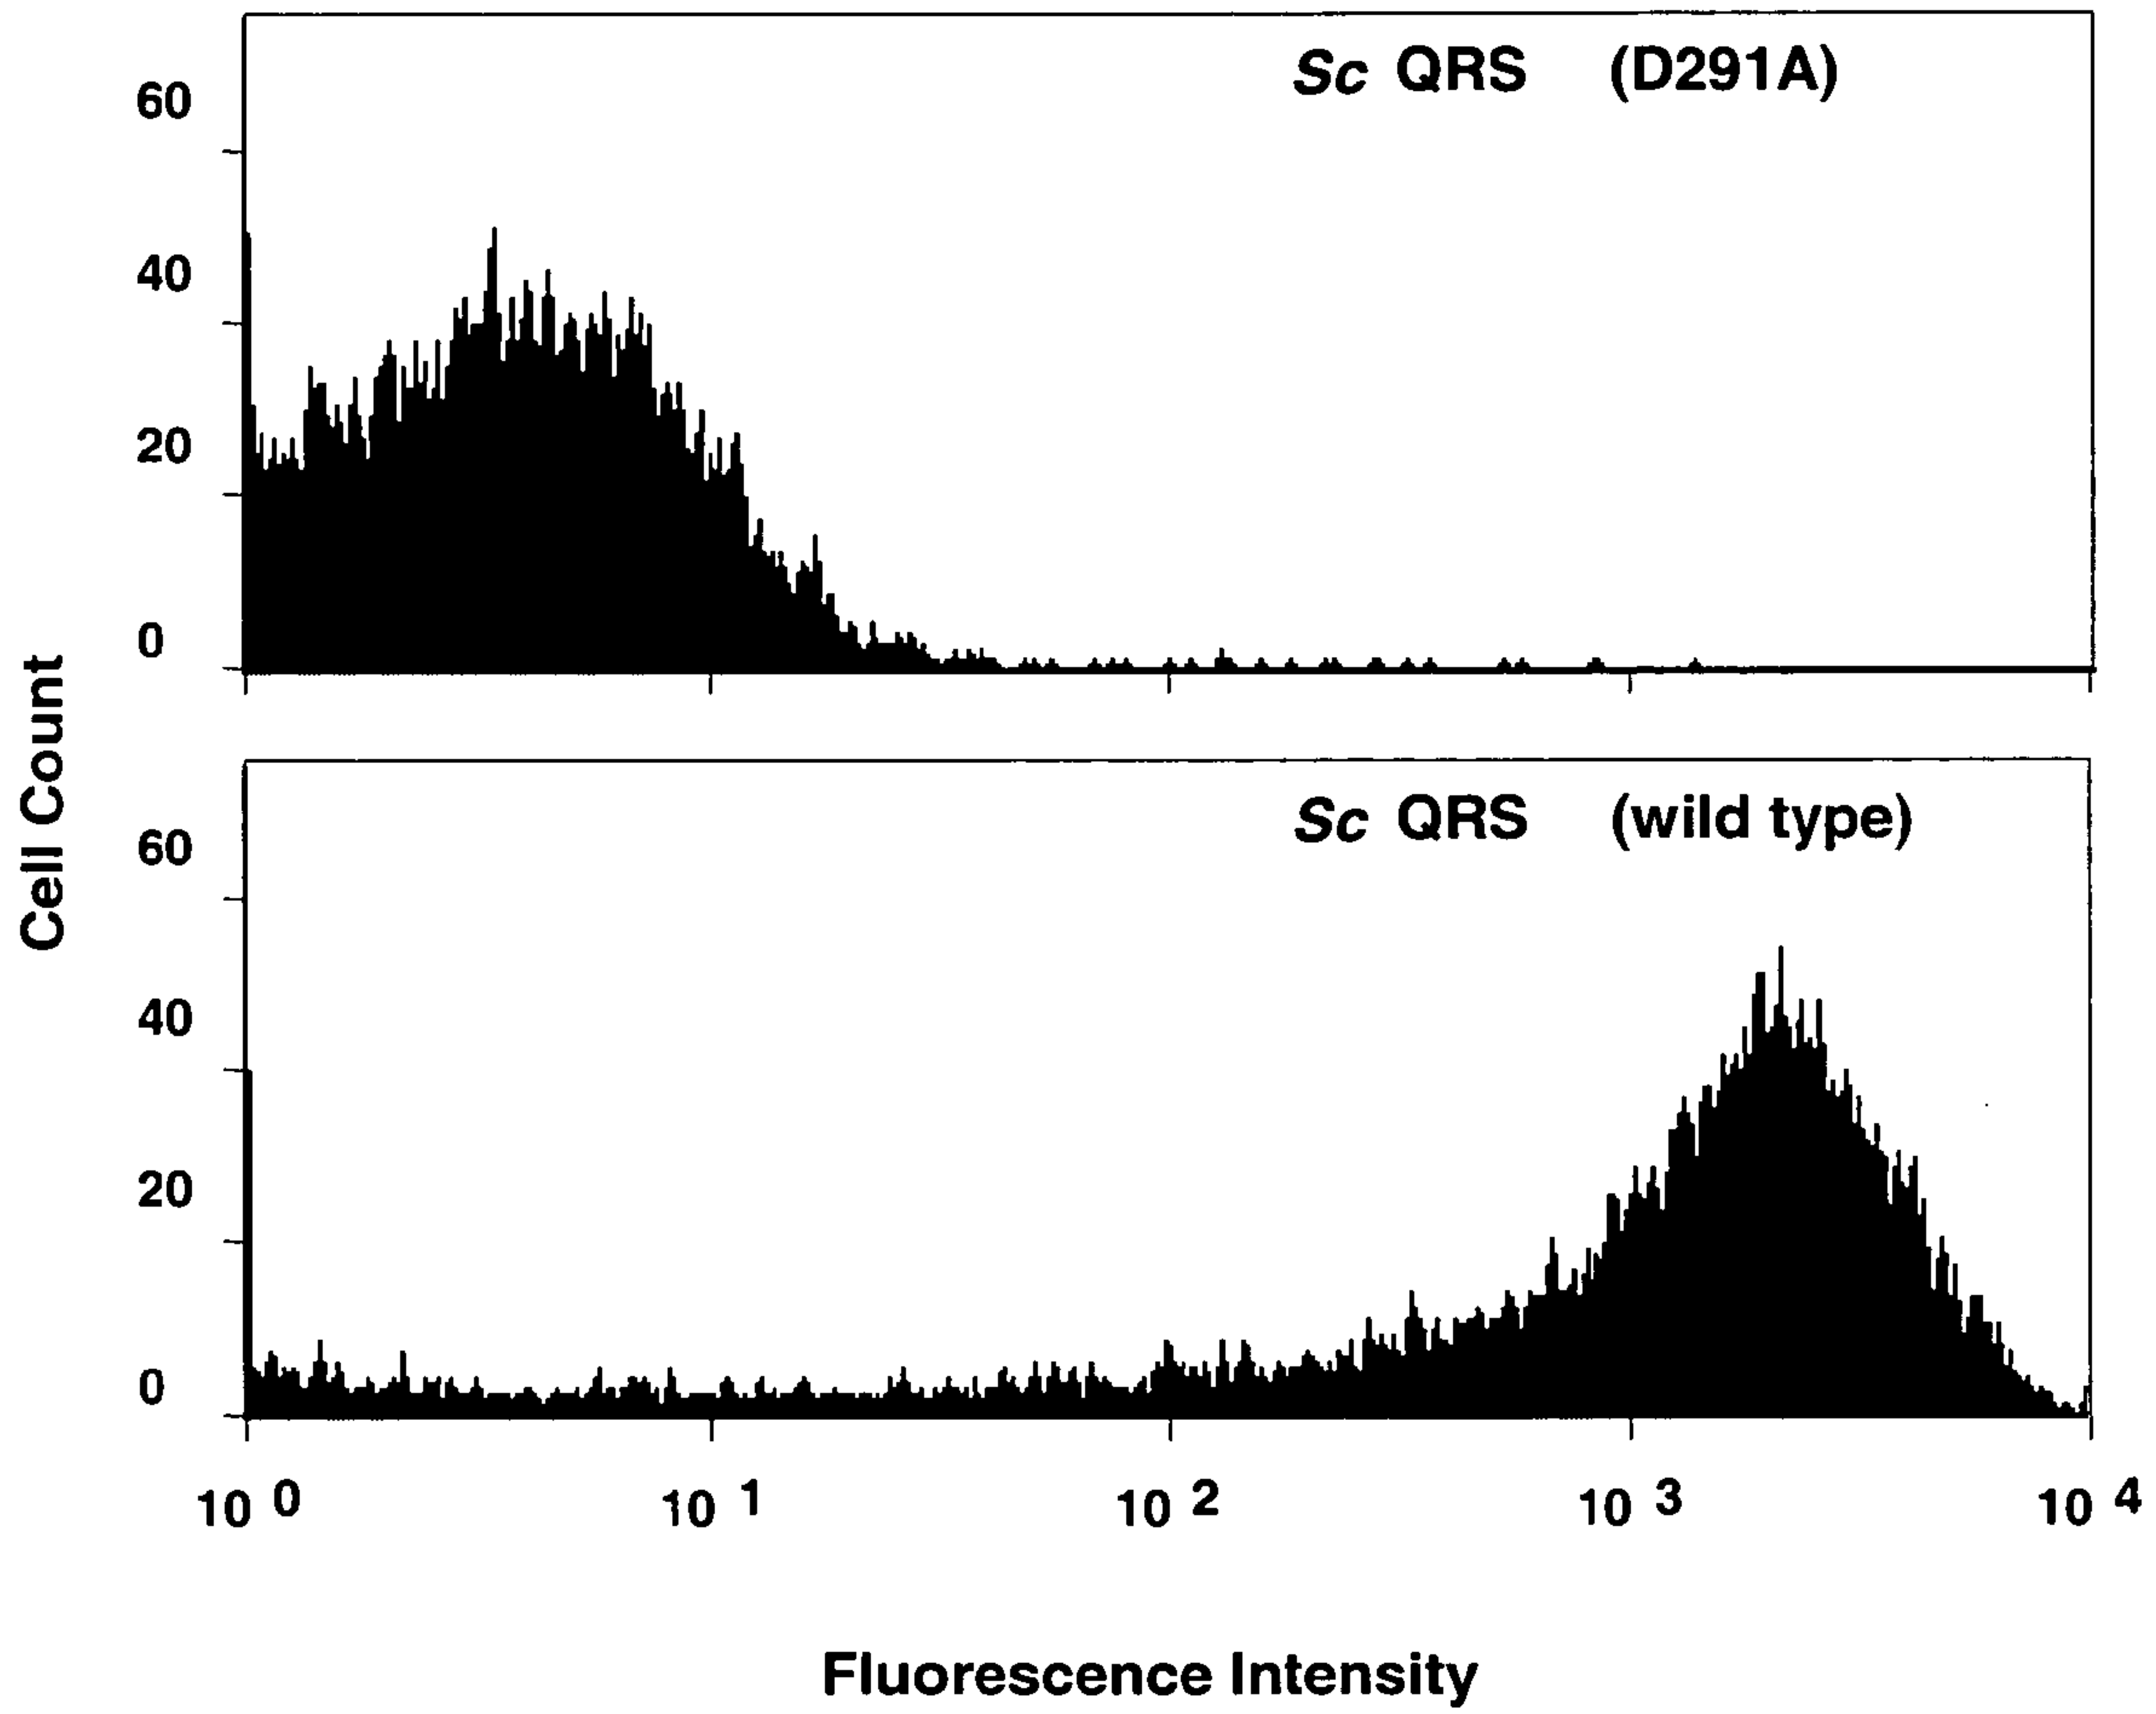 Sc QRS (D291A)
60
40
20
0
Cell Count
Sc QRS (wild type)
60
40
20
0
10 0 10 1 10 2 10 3 10 4
Fluorescence Intensity